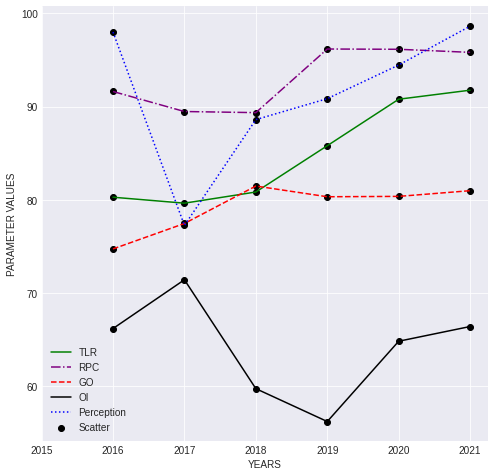 100
90
80
70
60
PARAMETER VALUES
TLR
RPC
GO
OI
Perception
Scatter
2015 2016 2017 2018 2019 2020 2021
YEARS